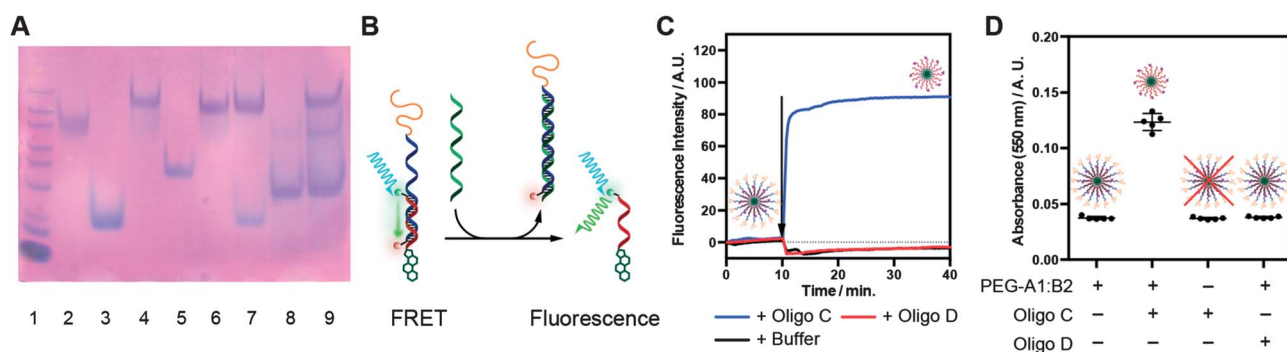 A
1 2 3 4 5 6 7 8 9
B
FRET Fluorescence
C
Fluorescence Intensity / A.U.
120
100
80
60
40
20
0
0 10 20 30 40
Time / min.
+ Oligo C + Oligo D
+ Buffer
D
Absorbance (550 nm) / A. U.
0.20
0.15
0.10
0.05
0.00
PEG-A1:B2 + + – +
Oligo C – + + –
Oligo D – – – +